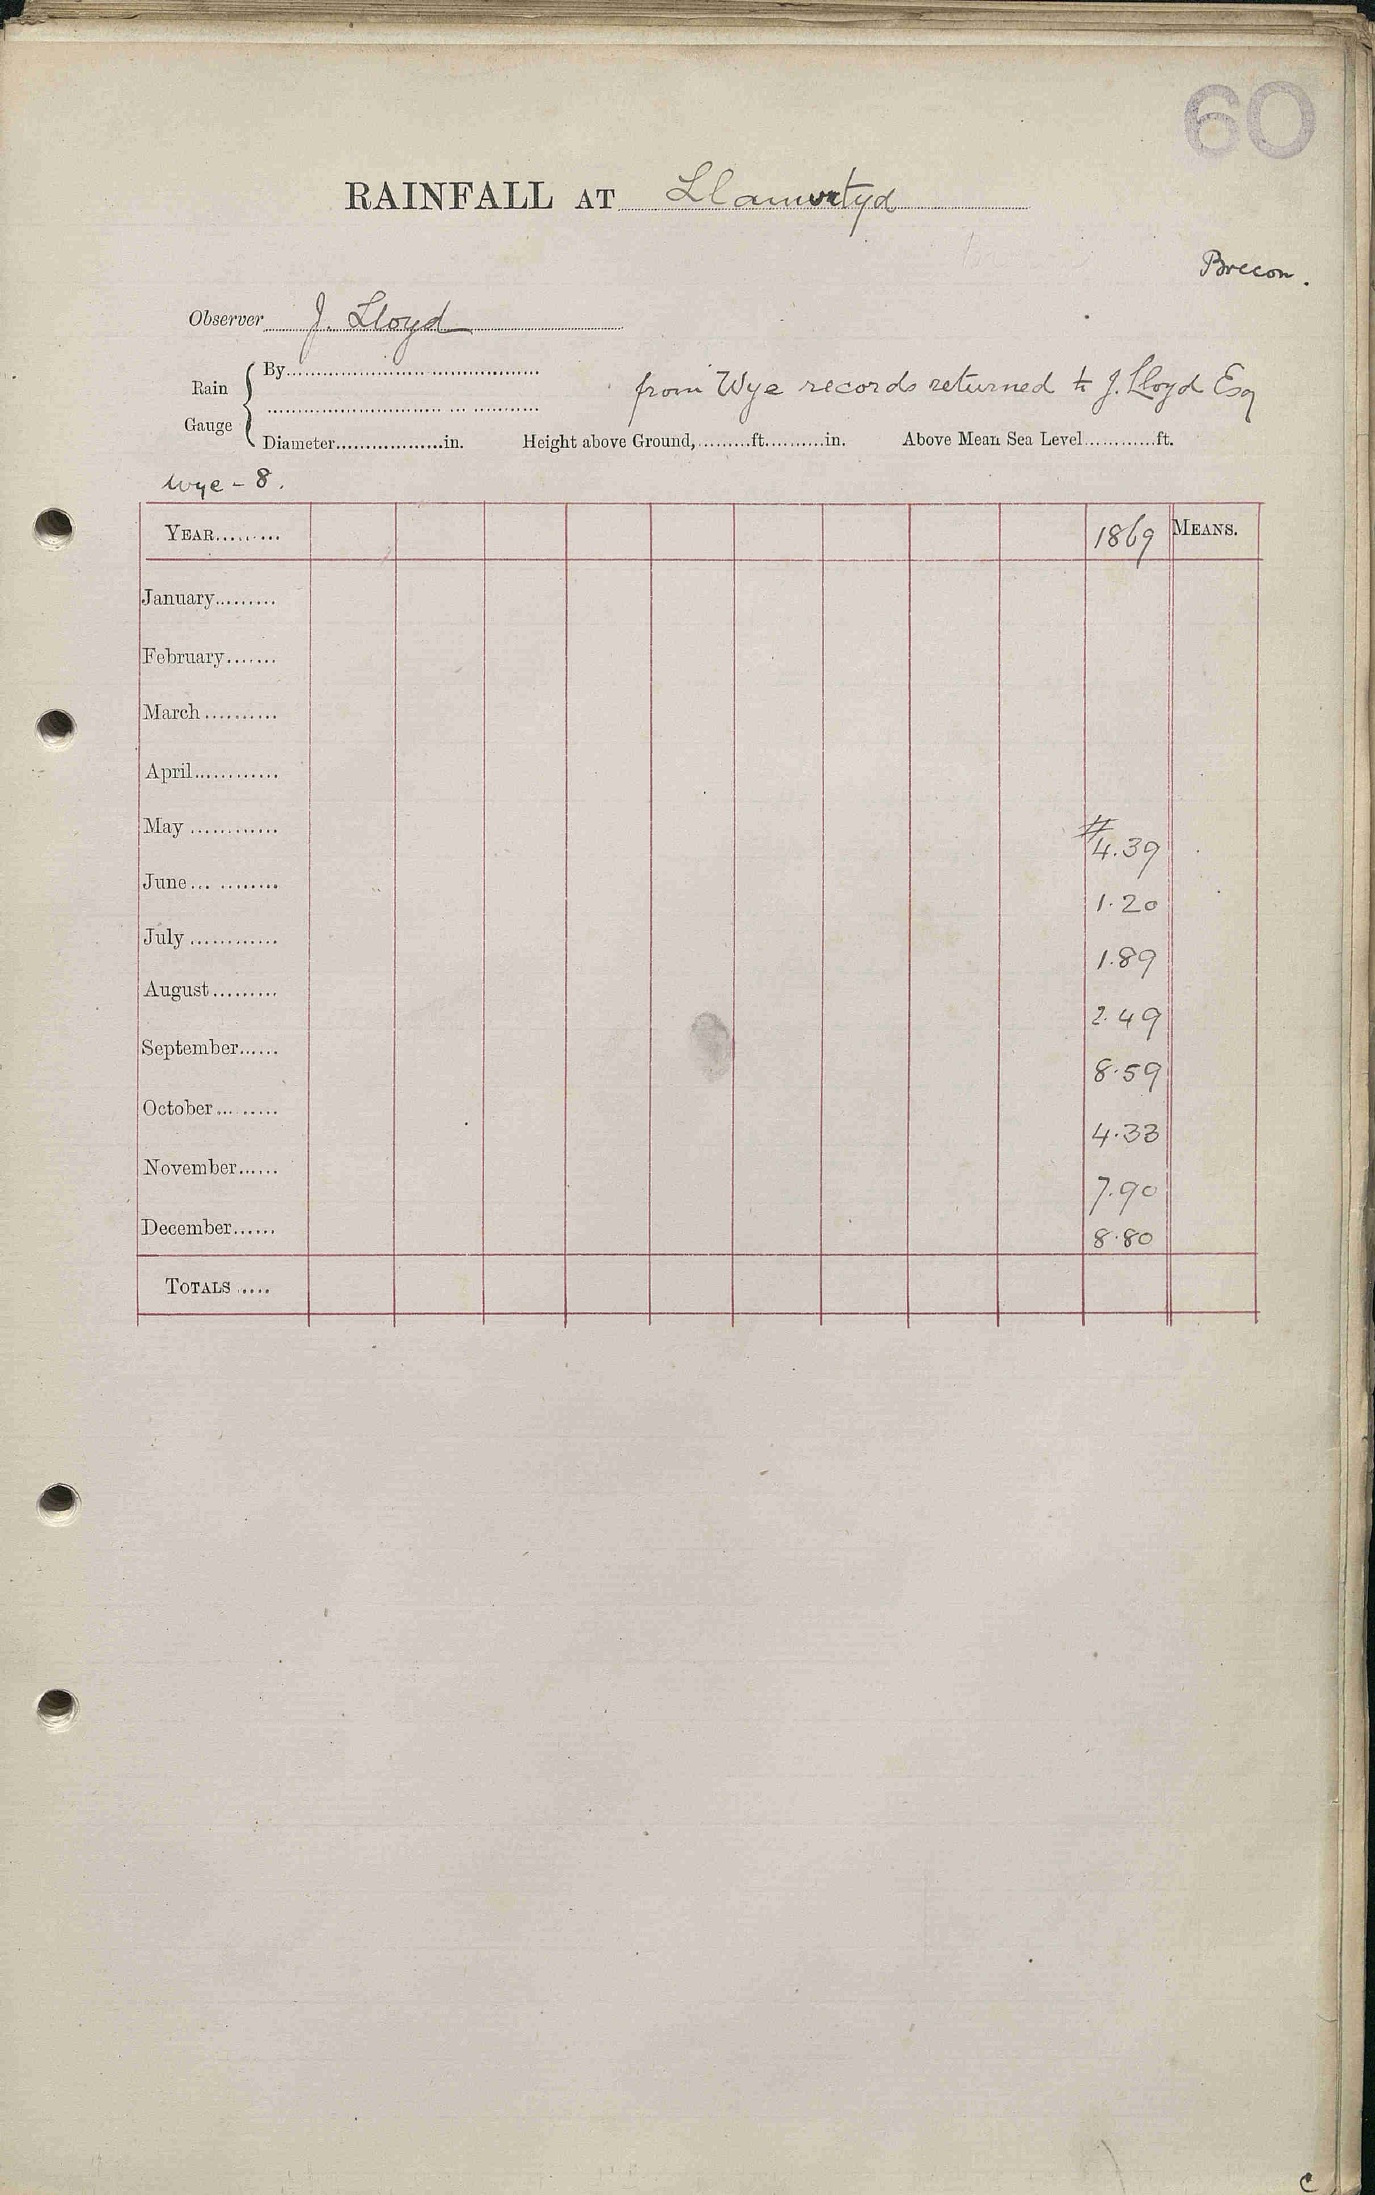 60
RAINFALL AT Llanwrtyd
Brecon.
Observer J. Lloyd
Rain Gauge
By
from Wye records returned to J. Lloyd Esq
Diameter in. Height above Ground, ft. in. Above Mean Sea Level ft.
Wye - 8.
YEAR 1869 MEANS.
January
February
March
April
May # 4.39
June 1.20
July 1.89
August 2.49
September 8.59
October 4.33
November 7.90
December 8.80
TOTALS
C